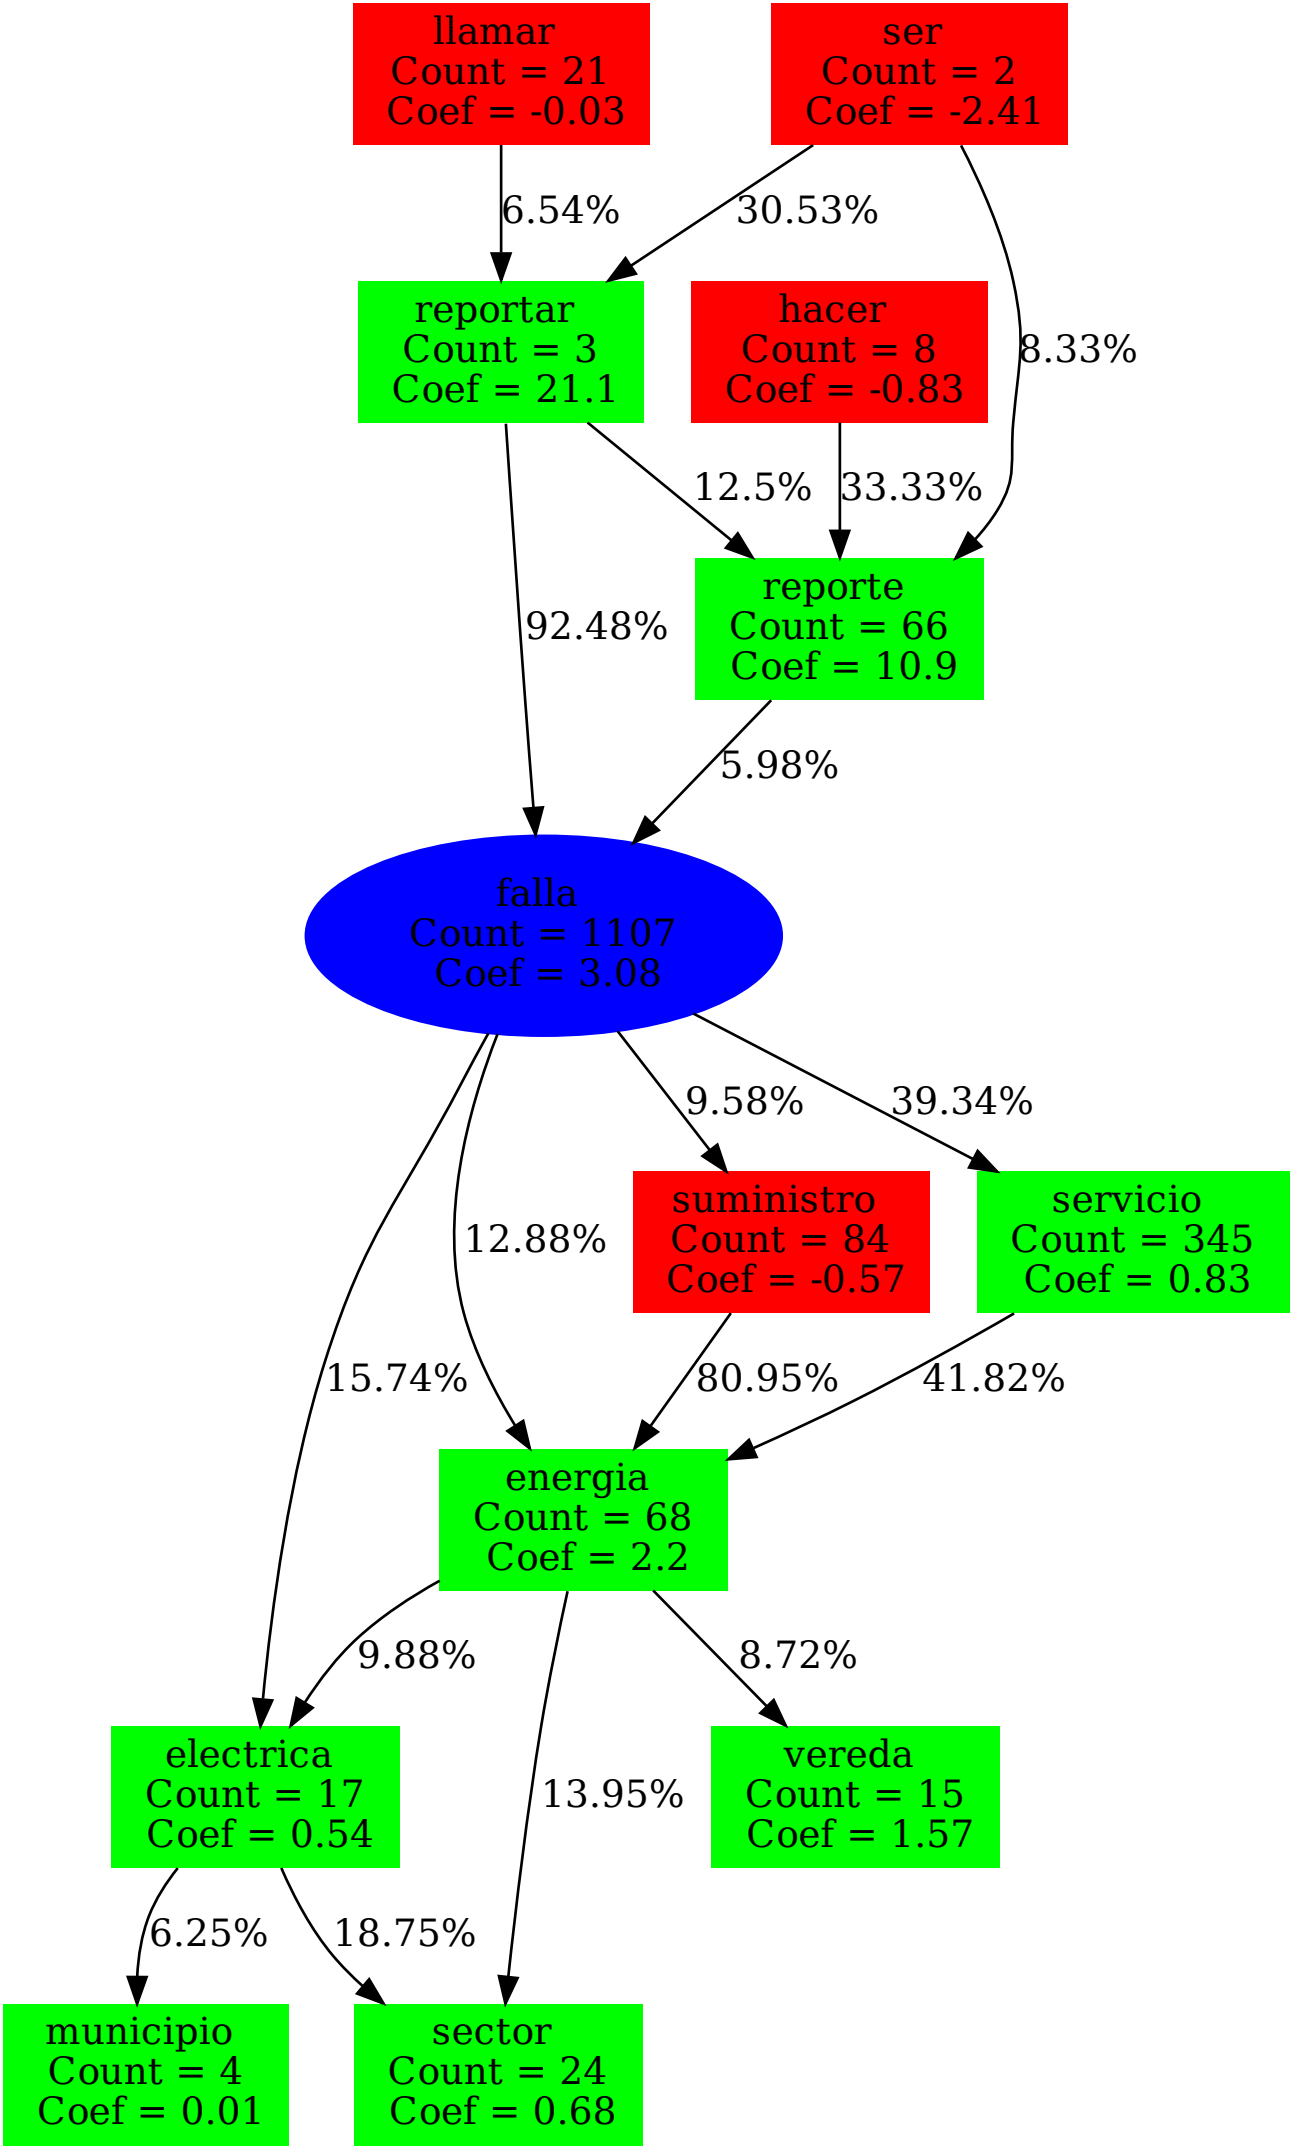 llamar
Count = 21
Coef = -0.03
ser
Count = 2
Coef = -2.41
6.54%
30.53%
reportar
Count = 3
Coef = 21.1
hacer
Count = 8
Coef = -0.83
8.33%
12.5%
33.33%
92.48%
reporte
Count = 66
Coef = 10.9
5.98%
falla
Count = 1107
Coef = 3.08
9.58%
39.34%
12.88%
suministro
Count = 84
Coef = -0.57
servicio
Count = 345
Coef = 0.83
15.74%
80.95%
41.82%
energia
Count = 68
Coef = 2.2
9.88%
8.72%
electrica
Count = 17
Coef = 0.54
13.95%
vereda
Count = 15
Coef = 1.57
6.25%
18.75%
municipio
Count = 4
Coef = 0.01
sector
Count = 24
Coef = 0.68